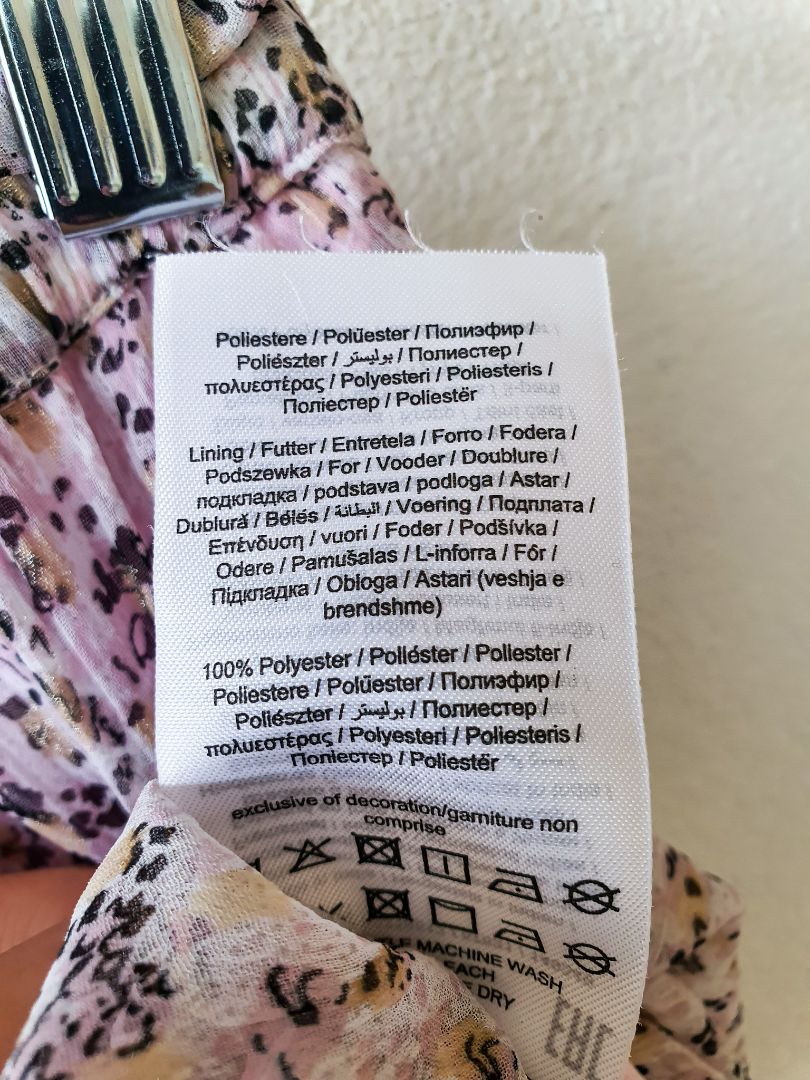 Poliestere / Polüester / Полиэфир /
Poliészter / بوليستر / Полиестер /
πολυεστέρας / Polyesteri / Poliesteris /
Поліестер / Poliestër
Lining / Futter / Entretela / Forro / Fodera /
Podszewka / For / Vooder / Doublure /
подкладка / podstava / podloga / Astar /
Dublură / Bélés / البطانة / Voering / Подплата /
Επένδυση / vuori / Foder / Podšívka /
Odere / Pamušalas / L-inforra / Fór /
Підкладка / Obloga / Astari (veshja e
brendshme)
100% Polyester / Poliéster / Poliester /
Poliestere / Polüester / Полиэфир /
Poliészter / بوليستر / Полиестер /
πολυεστέρας / Polyesteri / Poliesteris /
Поліестер / Poliestër
exclusive of decoration/garniture non
comprise
MACHINE WASH
DRY
EAC